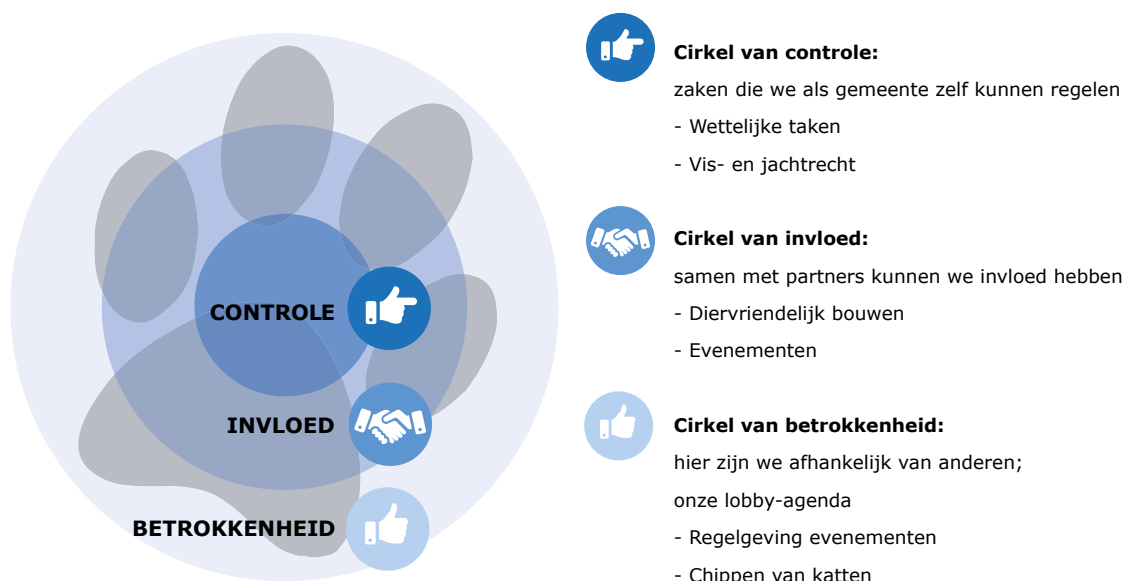 CONTROLE
INVLOED
BETROKKENHEID
Cirkel van controle:
zaken die we als gemeente zelf kunnen regelen
- Wettelijke taken
- Vis- en jachtrecht
Cirkel van invloed:
samen met partners kunnen we invloed hebben
- Diervriendelijk bouwen
- Evenementen
Cirkel van betrokkenheid:
hier zijn we afhankelijk van anderen;
onze lobby-agenda
- Regelgeving evenementen
- Chippen van katten